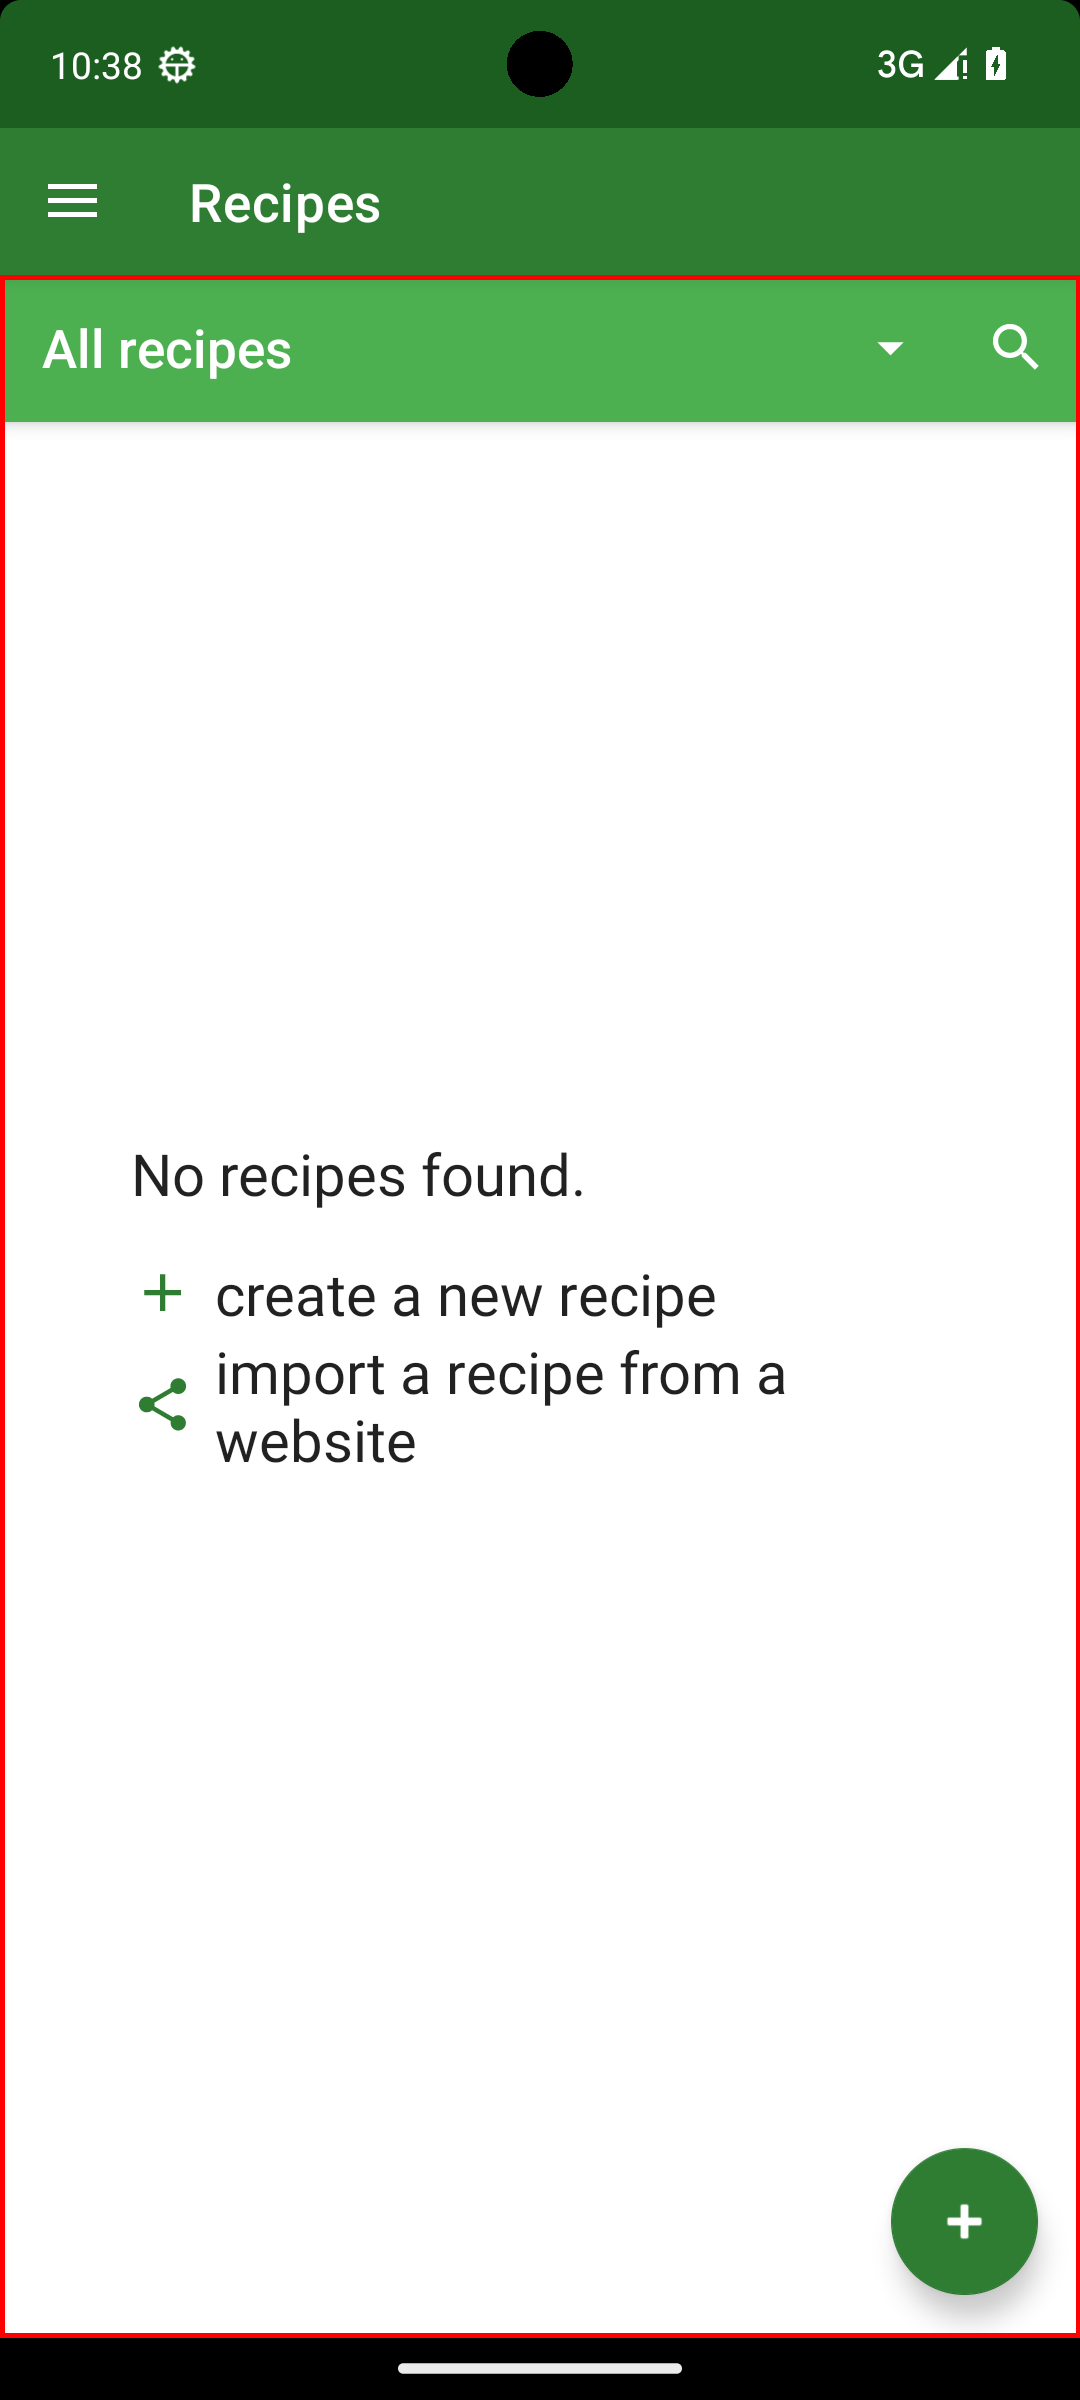 10:38
3G
Recipes
All recipes
No recipes found.
create a new recipe
import a recipe from a
website